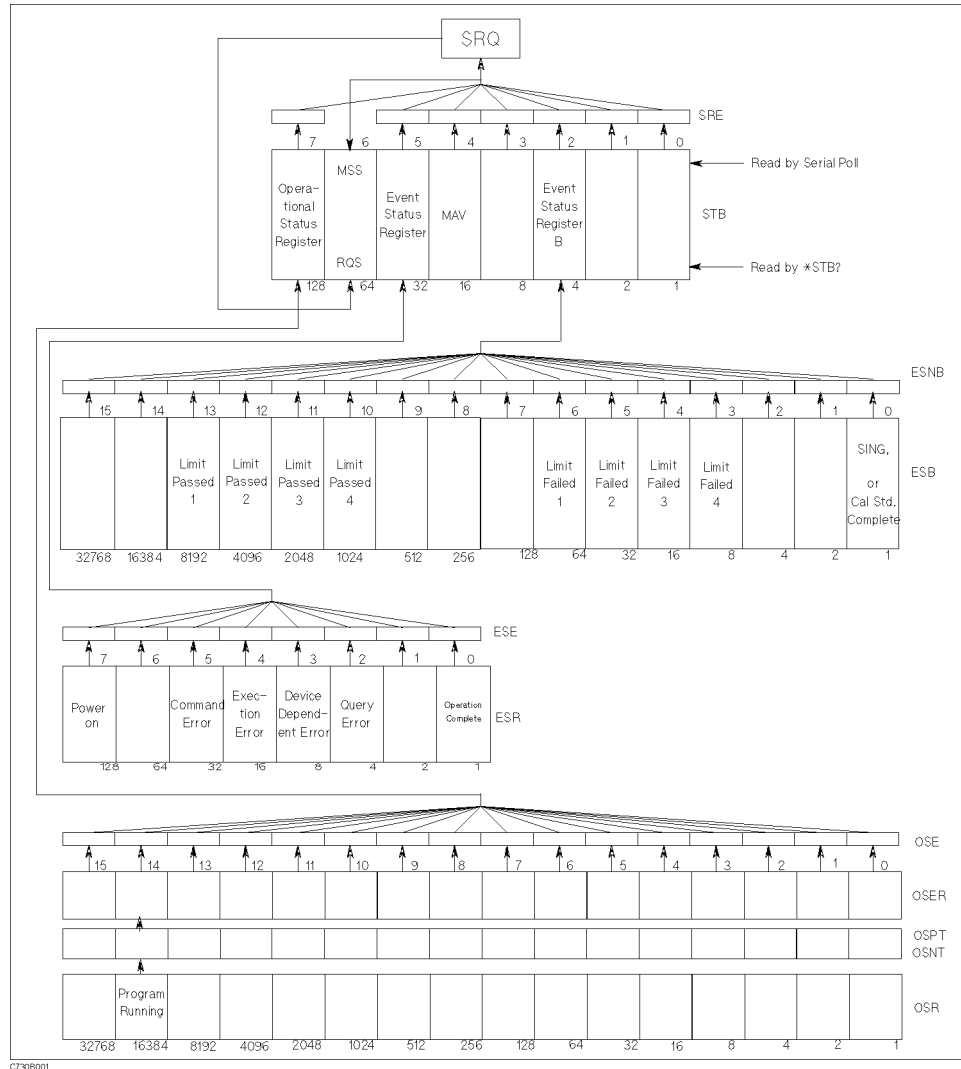 SRQ
SRE
7 6 5 4 3 2 1 0
Read by Serial Poll
Opera-
tional
Status
Register
MSS
RQS
Event
Status
Register
MAV
Event
Status
Register
B
STB
Read by *STB?
128 64 32 16 8 4 2 1
ESNB
15 14 13 12 11 10 9 8 7 6 5 4 3 2 1 0
Limit
Passed
1
Limit
Passed
2
Limit
Passed
3
Limit
Passed
4
Limit
Failed
1
Limit
Failed
2
Limit
Failed
3
Limit
Failed
4
SING,
or
Cal Std.
Complete
ESB
32768 16384 8192 4096 2048 1024 512 256 128 64 32 16 8 4 2 1
ESE
7 6 5 4 3 2 1 0
Power
on
Command
Error
Exec-
tion
Error
Device
Depend-
ent Error
Query
Error
Operation
Complete
ESR
128 64 32 16 8 4 2 1
OSE
15 14 13 12 11 10 9 8 7 6 5 4 3 2 1 0
OSER
OSPT
OSNT
Program
Running
OSR
32768 16384 8192 4096 2048 1024 512 256 128 64 32 16 8 4 2 1
C730B001